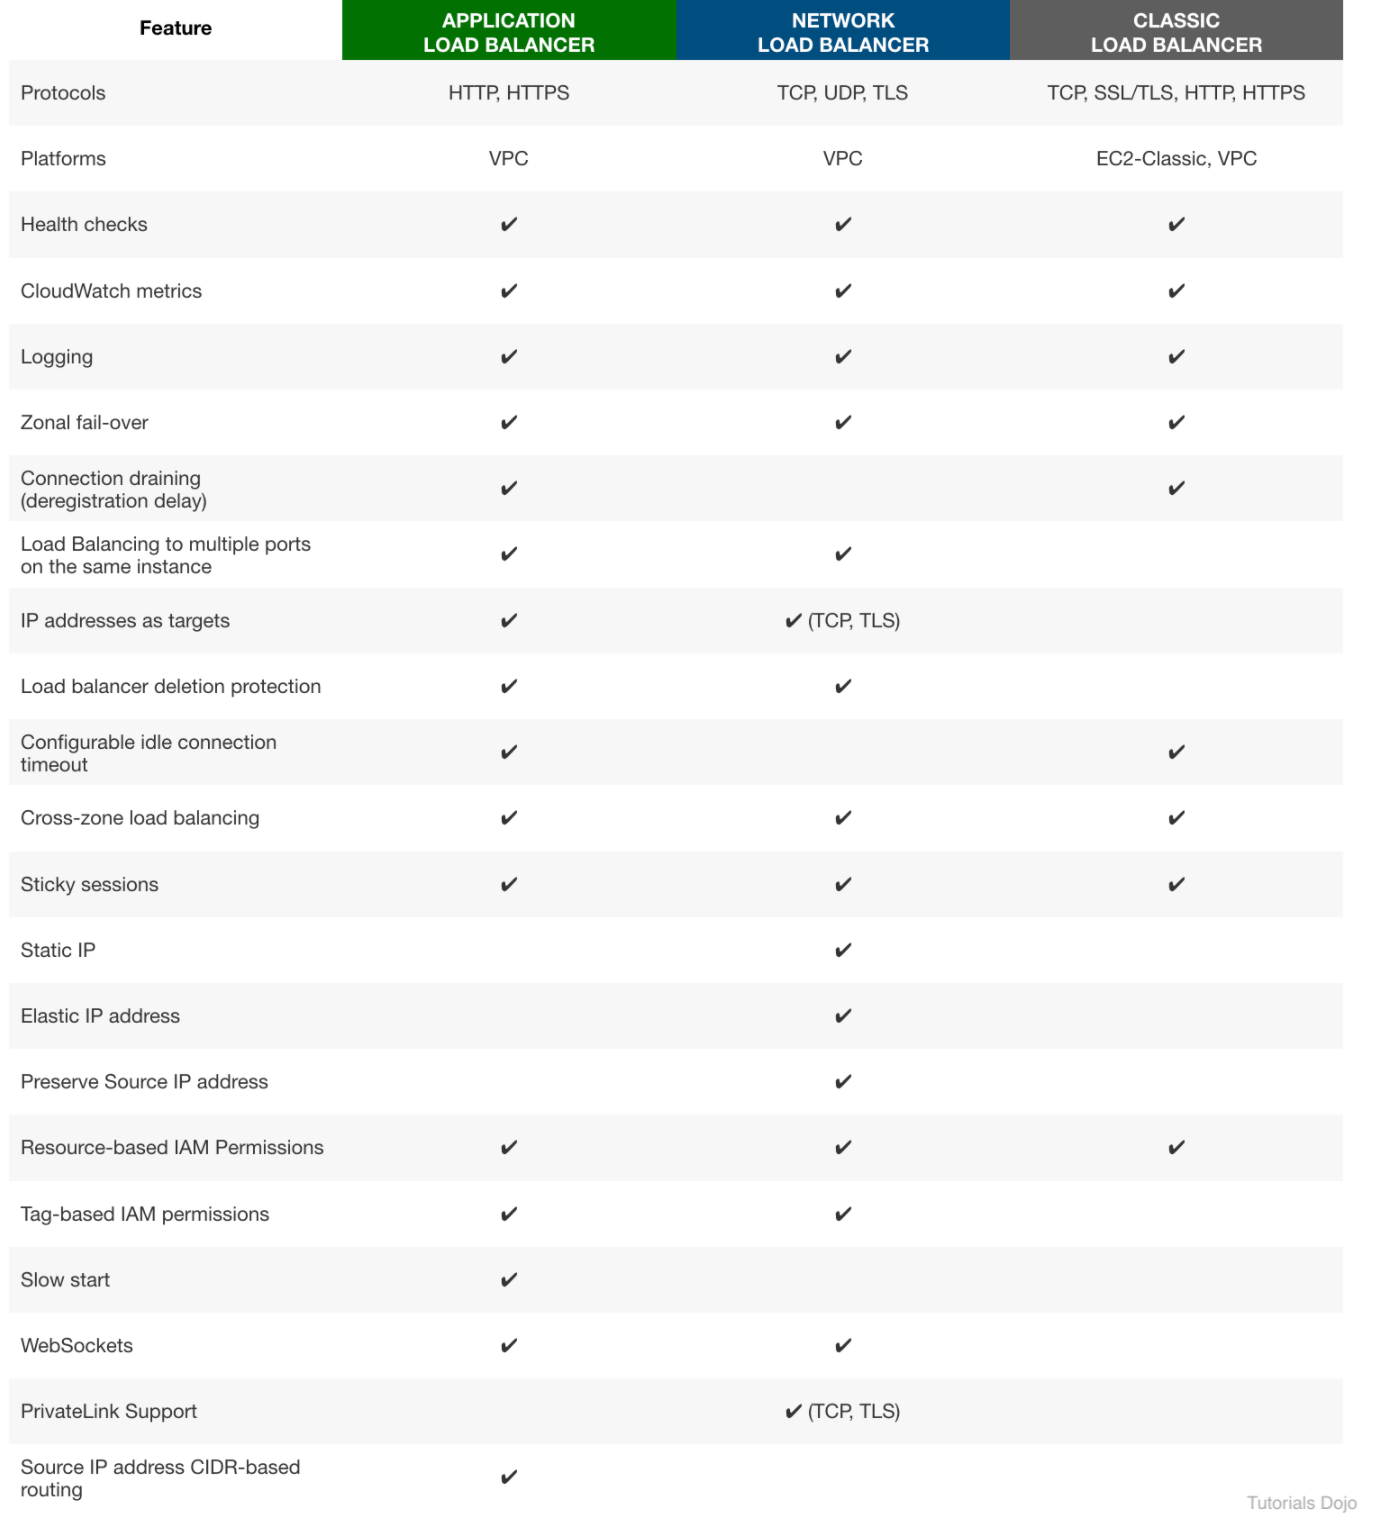 Feature
APPLICATION
LOAD BALANCER
NETWORK
LOAD BALANCER
CLASSIC
LOAD BALANCER
Protocols HTTP, HTTPS TCP, UDP, TLS TCP, SSL/TLS, HTTP, HTTPS
Platforms VPC VPC EC2-Classic, VPC
Health checks ✔ ✔ ✔
CloudWatch metrics ✔ ✔ ✔
Logging ✔ ✔ ✔
Zonal fail-over ✔ ✔ ✔
Connection draining
(deregistration delay) ✔ ✔
Load Balancing to multiple ports
on the same instance ✔ ✔
IP addresses as targets ✔ ✔ (TCP, TLS)
Load balancer deletion protection ✔ ✔
Configurable idle connection
timeout ✔ ✔
Cross-zone load balancing ✔ ✔ ✔
Sticky sessions ✔ ✔ ✔
Static IP ✔
Elastic IP address ✔
Preserve Source IP address ✔
Resource-based IAM Permissions ✔ ✔ ✔
Tag-based IAM permissions ✔ ✔
Slow start ✔
WebSockets ✔ ✔
PrivateLink Support ✔ (TCP, TLS)
Source IP address CIDR-based
routing ✔
Tutorials Dojo